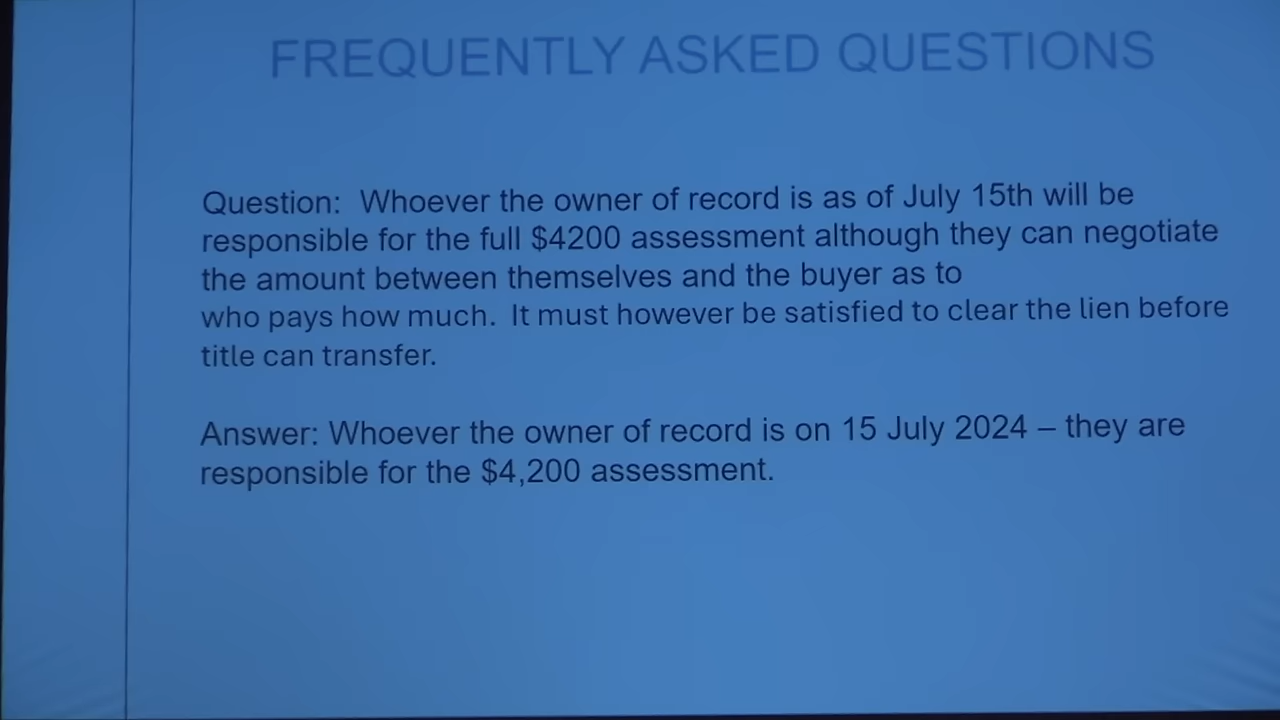 FREQUENTLY ASKED QUESTIONS
Question:  Whoever the owner of record is as of July 15th will be
responsible for the full $4200 assessment although they can negotiate
the amount between themselves and the buyer as to
who pays how much.  It must however be satisfied to clear the lien before
title can transfer.
Answer: Whoever the owner of record is on 15 July 2024 – they are
responsible for the $4,200 assessment.